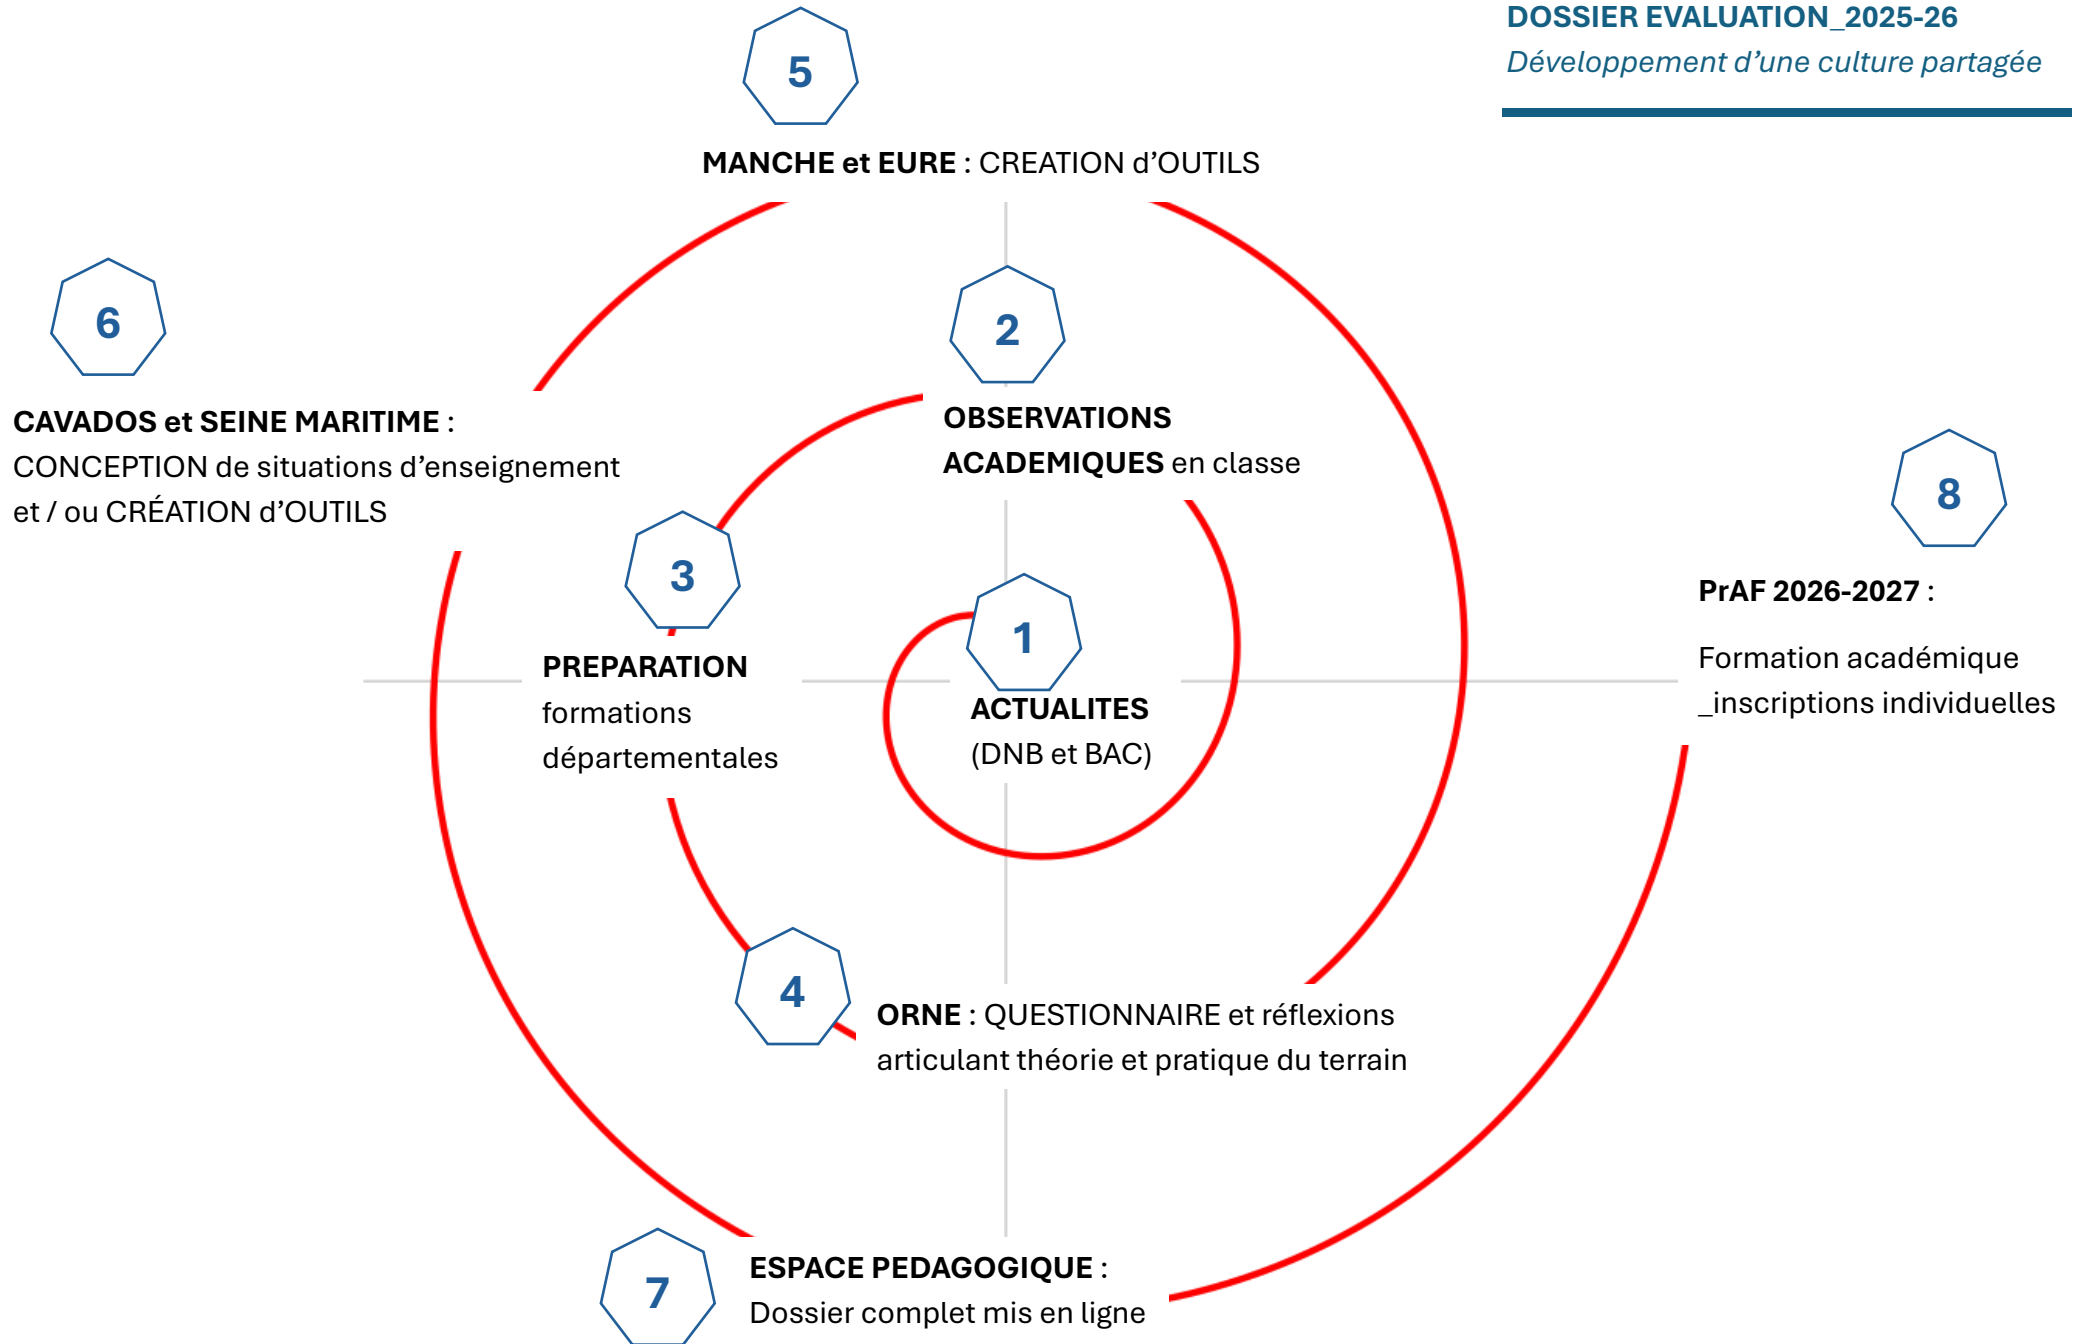 DOSSIER EVALUATION_2025-26
Développement d’une culture partagée
5
MANCHE et EURE : CREATION d’OUTILS
6
CAVADOS et SEINE MARITIME :
CONCEPTION de situations d’enseignement
et / ou CRÉATION d’OUTILS
2
OBSERVATIONS
ACADEMIQUES en classe
8
PrAF 2026-2027 :
Formation académique
_inscriptions individuelles
3
PREPARATION
formations
départementales
1
ACTUALITES
(DNB et BAC)
4
ORNE : QUESTIONNAIRE et réflexions
articulant théorie et pratique du terrain
7
ESPACE PEDAGOGIQUE :
Dossier complet mis en ligne